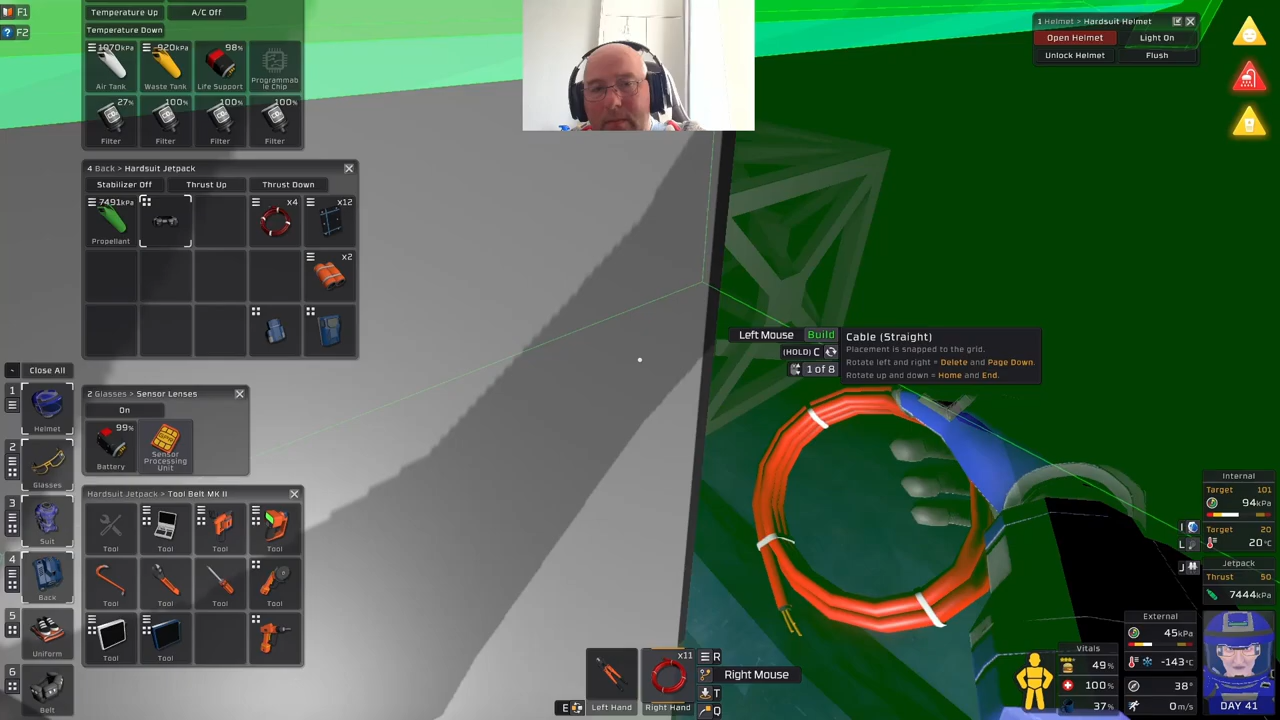 F1
F2
Temperature Up
A/C Off
Temperature Down
1070kPa
Air Tank
920kPa
Waste Tank
98%
Life Support
Programmab
le Chip
27%
Filter
100%
Filter
100%
Filter
100%
Filter
4 Back > Hardsuit Jetpack
Stabilizer Off
Thrust Up
Thrust Down
7491kPa
Propellant
x4
x12
x2
Close All
1
Helmet
2
Glasses
3
Suit
4
Back
5
Uniform
6
Belt
2 Glasses > Sensor Lenses
On
99%
Battery
Sensor
Processing
Unit
Hardsuit Jetpack > Tool Belt MK II
Tool
Tool
Tool
Tool
Tool
Tool
Tool
Tool
Tool
Tool
Tool
1 Helmet > Hardsuit Helmet
Open Helmet
Light On
Unlock Helmet
Flush
Left Mouse
Build
(HOLD) C
1 of 8
Cable (Straight)
Placement is snapped to the grid.
Rotate left and right = Delete and Page Down.
Rotate up and down = Home and End.
E
Left Hand
x11
Right Hand
R
Right Mouse
T
Q
Internal
Target 101
94kPa
Target 20
20°C
I
L
J
Jetpack
Thrust 50
7444kPa
External
45kPa
-143°C
38°
0m/s
Vitals
49%
100%
37%
DAY 41